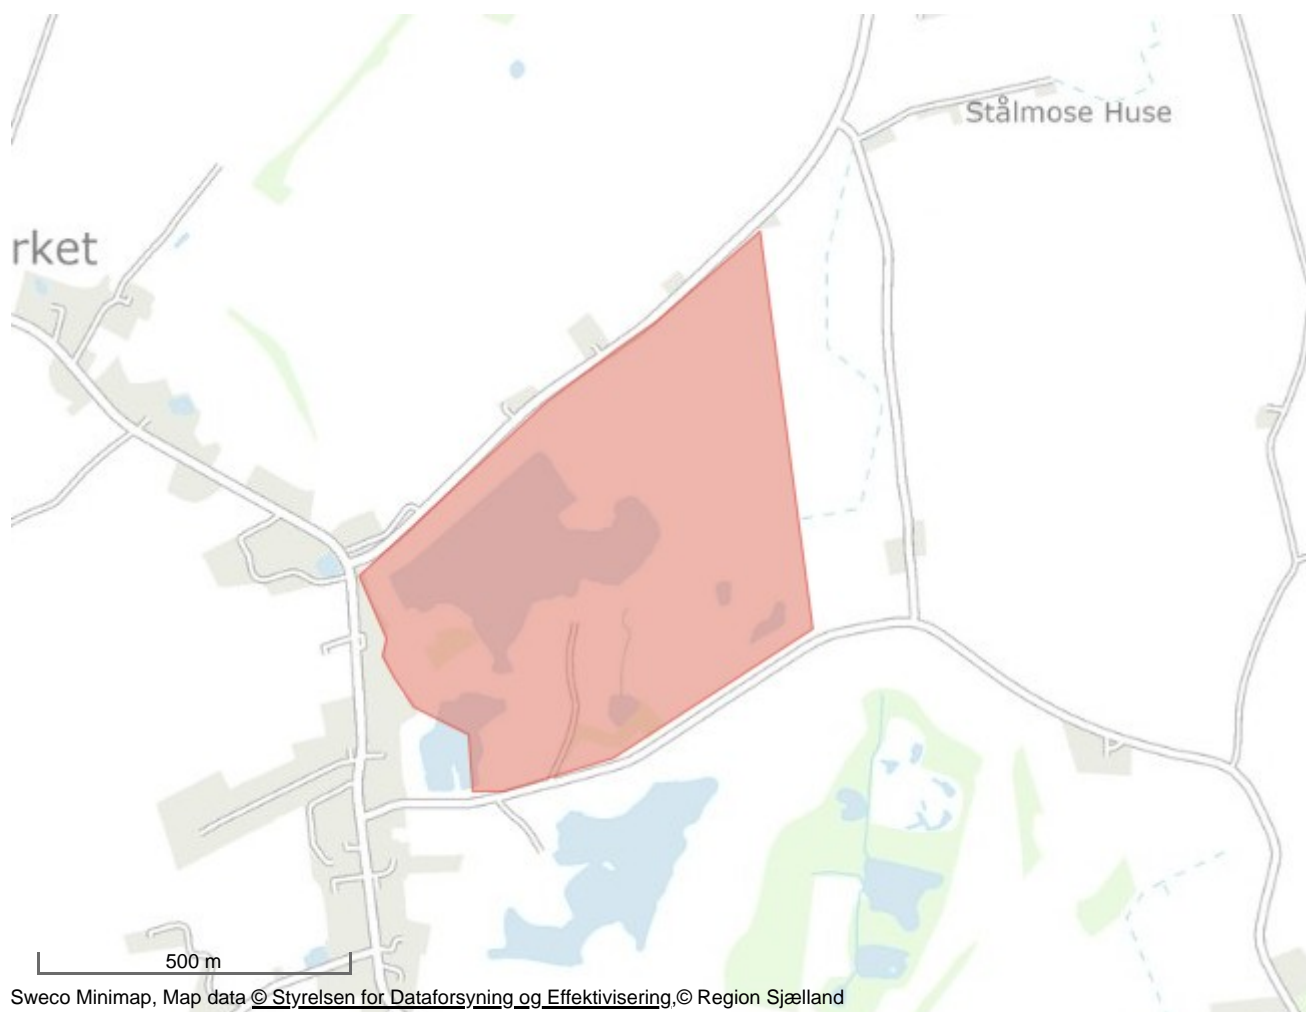 Stålmose Huse
rket
500 m
Sweco Minimap, Map data © Styrelsen for Dataforsyning og Effektivisering,© Region Sjælland